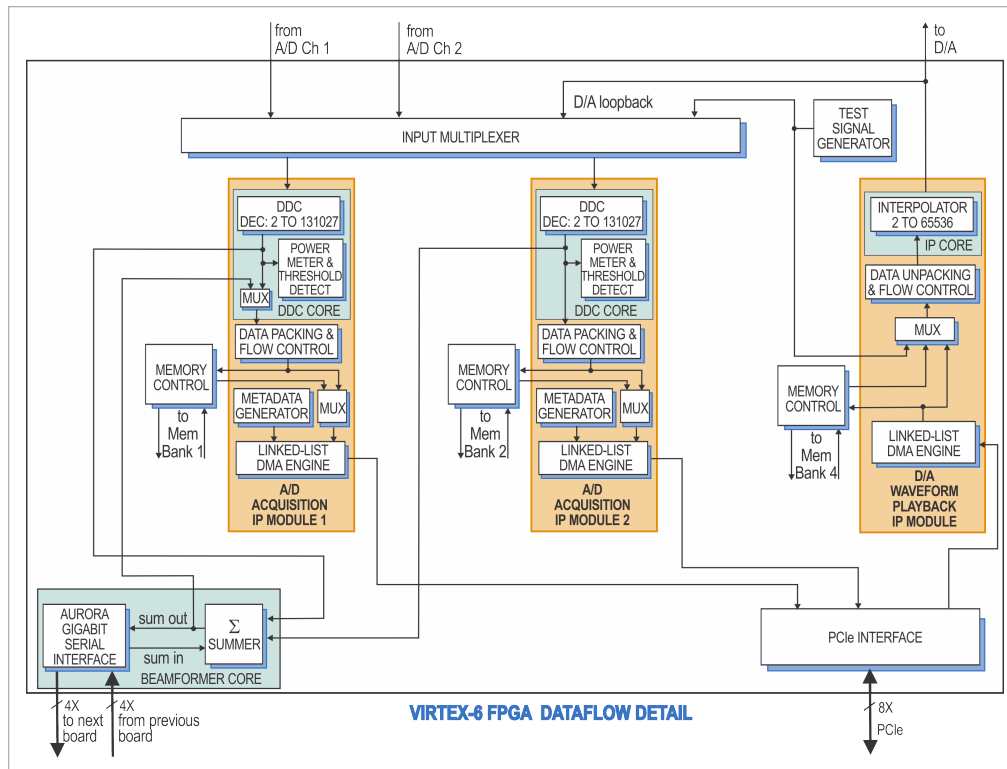 from
A/D Ch 1
from
A/D Ch 2
to
D/A
D/A loopback
TEST
SIGNAL
GENERATOR
INPUT MULTIPLEXER
DDC
DEC: 2 TO 131027
POWER
METER &
THRESHOLD
DETECT
MUX
DDC CORE
DATA PACKING &
FLOW CONTROL
MEMORY
CONTROL
METADATA
GENERATOR
MUX
to
Mem
Bank 1
LINKED-LIST
DMA ENGINE
A/D
ACQUISITION
IP MODULE 1
DDC
DEC: 2 TO 131027
POWER
METER &
THRESHOLD
DETECT
DDC CORE
DATA PACKING &
FLOW CONTROL
MEMORY
CONTROL
METADATA
GENERATOR
MUX
to
Mem
Bank 2
LINKED-LIST
DMA ENGINE
A/D
ACQUISITION
IP MODULE 2
INTERPOLATOR
2 TO 65536
IP CORE
DATA UNPACKING
& FLOW CONTROL
MUX
MEMORY
CONTROL
to
Mem
Bank 4
LINKED-LIST
DMA ENGINE
D/A
WAVEFORM
PLAYBACK
IP MODULE
AURORA
GIGABIT
SERIAL
INTERFACE
sum out
sum in
Σ
SUMMER
BEAMFORMER CORE
PCIe INTERFACE
4X
to next
board
4X
from previous
board
8X
PCIe
VIRTEX-6 FPGA DATAFLOW DETAIL